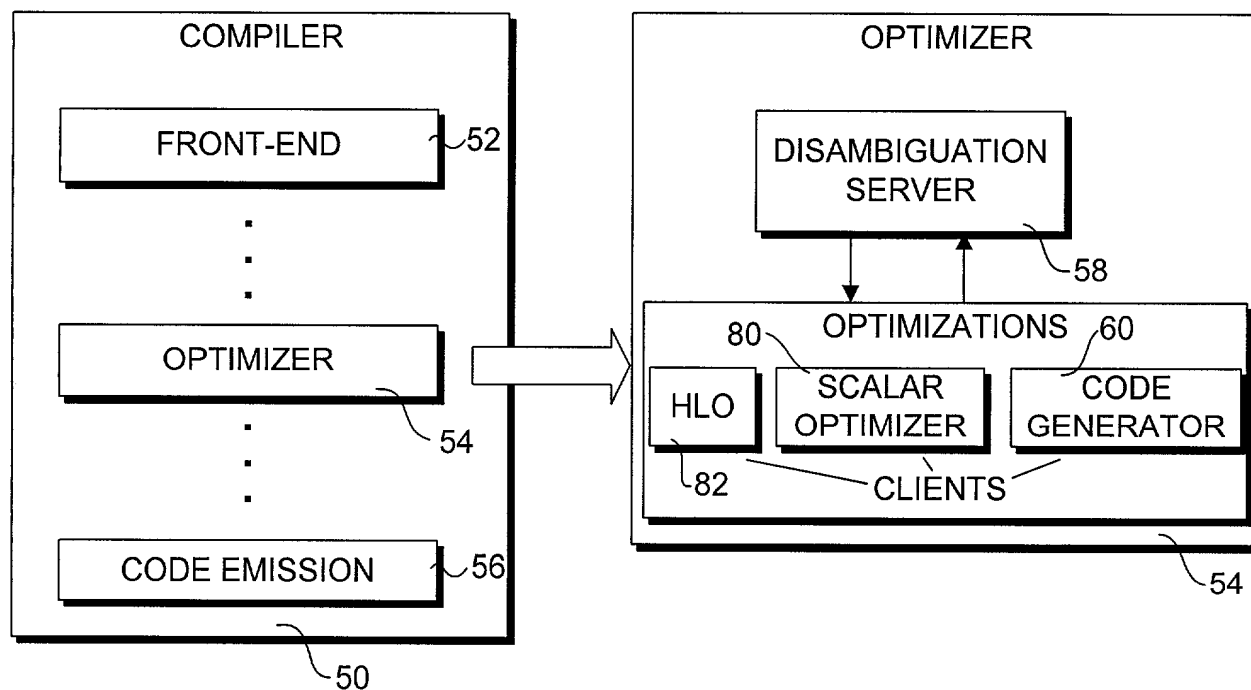 COMPILER
FRONT-END
52
OPTIMIZER
54
CODE EMISSION
56
50
OPTIMIZER
DISAMBIGUATION
SERVER
58
OPTIMIZATIONS
80
60
HLO
SCALAR
OPTIMIZER
CODE
GENERATOR
82
CLIENTS
54